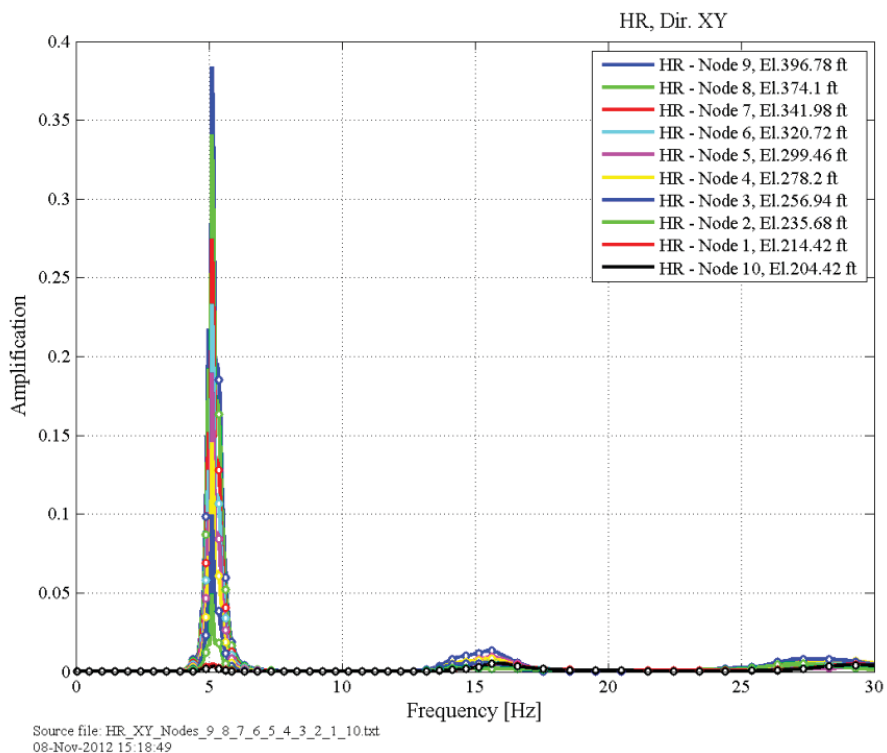 HR, Dir. XY
0.4
0.35
0.3
0.25
0.2
0.15
0.1
0.05
0
Amplification
HR - Node 9, El.396.78 ft
HR - Node 8, El.374.1 ft
HR - Node 7, El.341.98 ft
HR - Node 6, El.320.72 ft
HR - Node 5, El.299.46 ft
HR - Node 4, El.278.2 ft
HR - Node 3, El.256.94 ft
HR - Node 2, El.235.68 ft
HR - Node 1, El.214.42 ft
HR - Node 10, El.204.42 ft
0 5 10 15 20 25 30
Frequency [Hz]
Source file: HR_XY_Nodes_9_8_7_6_5_4_3_2_1_10.txt
08-Nov-2012 15:18:49